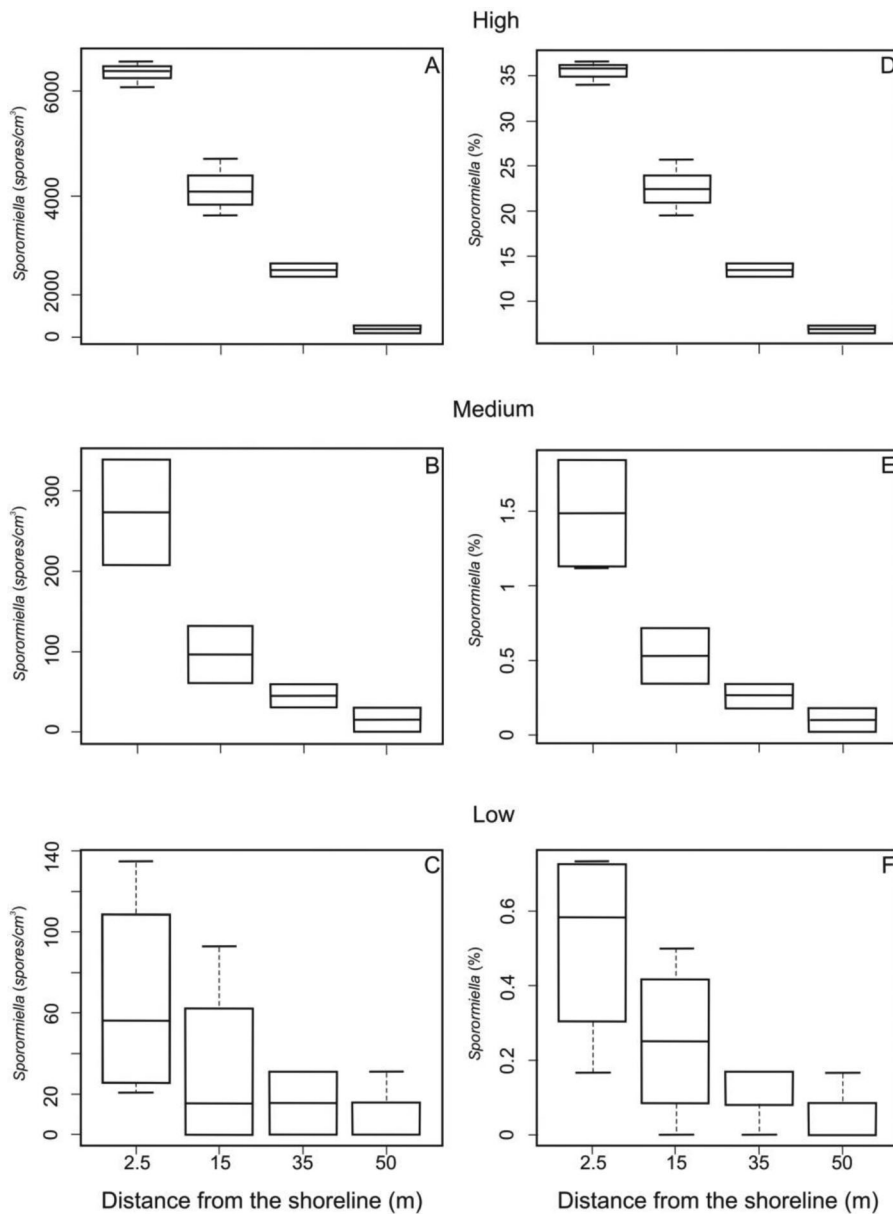 High
A
Sporormiella (spores/cm³)
6000
4000
2000
0
D
Sporormiella (%)
35
30
25
20
15
10
Medium
B
Sporormiella (spores/cm³)
300
200
100
0
E
Sporormiella (%)
1.5
1
0.5
0
Low
C
Sporormiella (spores/cm³)
140
100
60
20
0
2.5 15 35 50
Distance from the shoreline (m)
F
Sporormiella (%)
0.6
0.4
0.2
0
2.5 15 35 50
Distance from the shoreline (m)